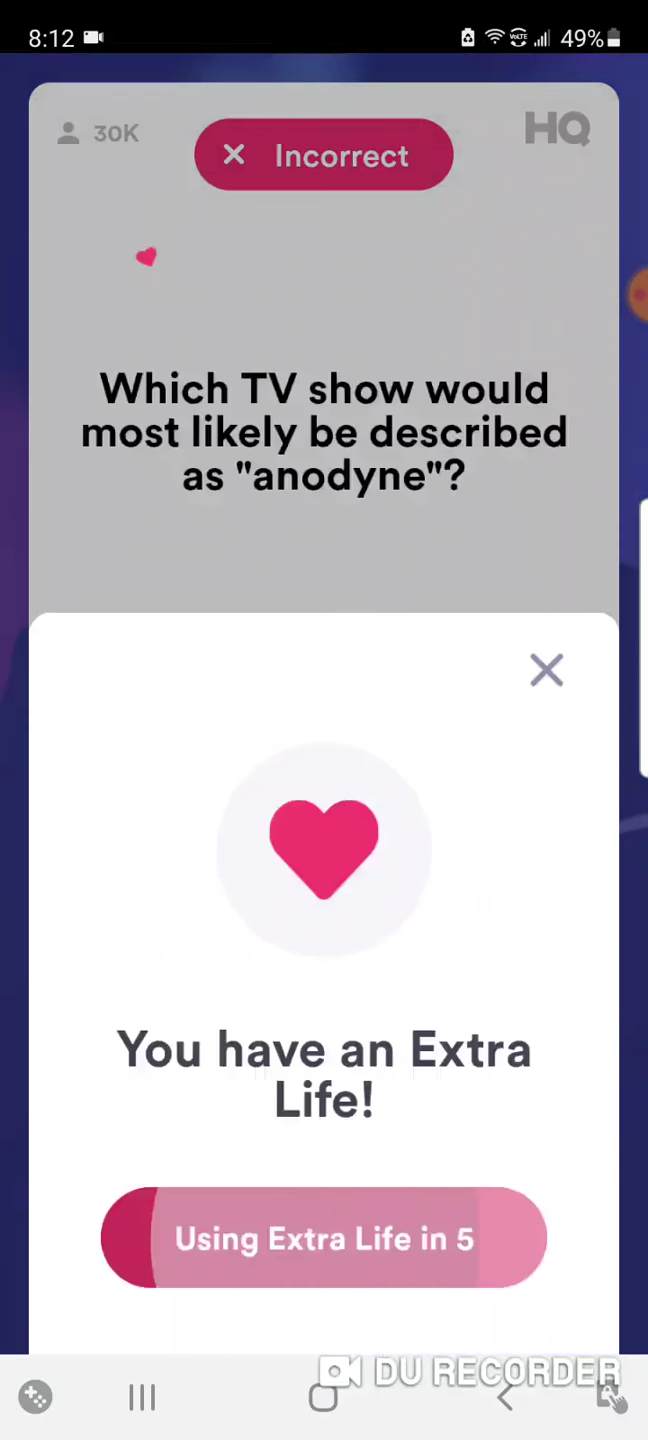 8:12
VoLTE
49%
30K
× Incorrect
HQ
Which TV show would
most likely be described
as "anodyne"?
You have an Extra
Life!
Using Extra Life in 5
DU RECORDER